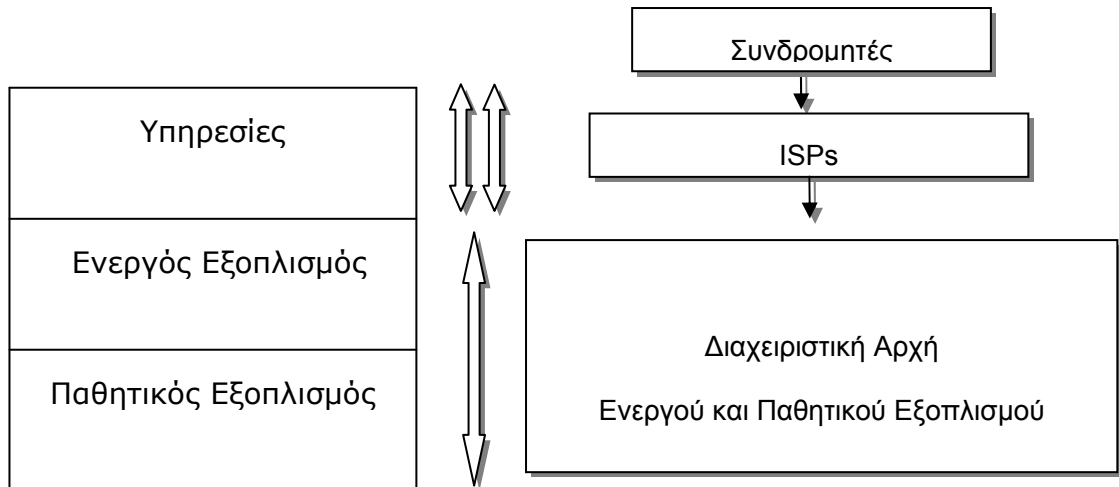 Συνδρομητές
Υπηρεσίες
ISPs
Ενεργός Εξοπλισμός
Διαχειριστική Αρχή
Παθητικός Εξοπλισμός
Ενεργού και Παθητικού Εξοπλισμού